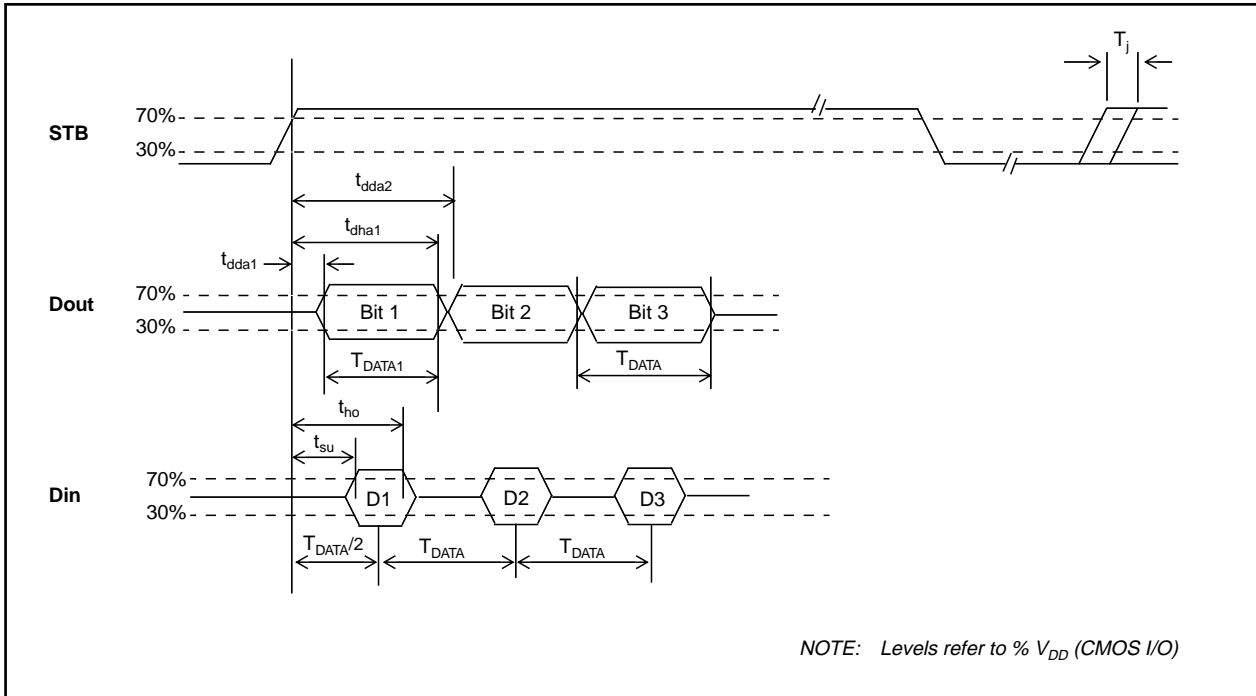 T_j
70%
STB
30%
t_dda2
t_dha1
t_dda1
70%
Dout
Bit 1
Bit 2
Bit 3
30%
T_DATA1
T_DATA
t_ho
t_su
70%
Din
D1
D2
D3
30%
T_DATA/2
T_DATA
T_DATA
NOTE: Levels refer to % V_DD (CMOS I/O)